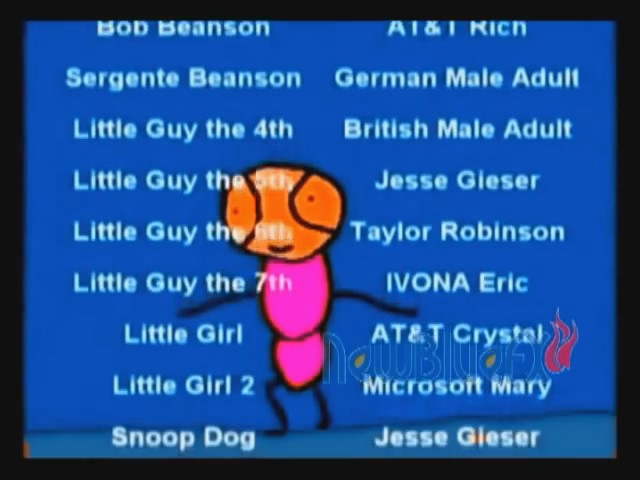 Bob Beanson AT&T Rich
Sergente Beanson German Male Adult
Little Guy the 4th British Male Adult
Little Guy the 5th Jesse Gieser
Little Guy the 6th Taylor Robinson
Little Guy the 7th IVONA Eric
Little Girl AT&T Crystal
NewBlueFX
Little Girl 2 Microsoft Mary
Snoop Dog Jesse Gieser